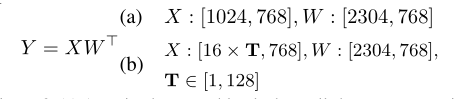 (a) X : [1024, 768], W : [2304, 768]
Y = XW⊤
(b) X : [16 × T, 768], W : [2304, 768],
T ∈ [1, 128]